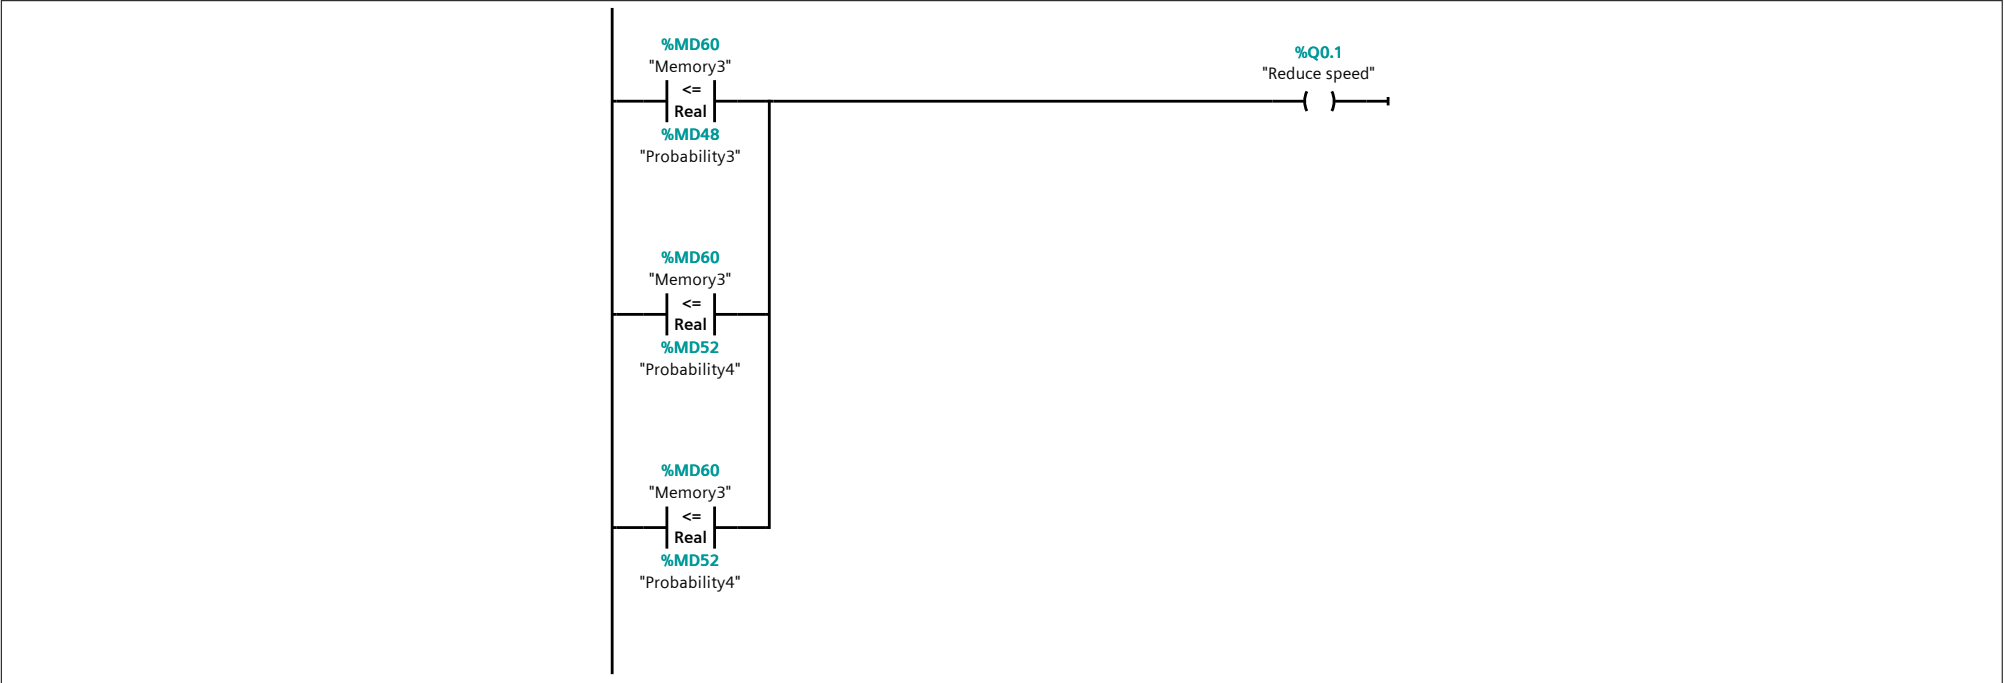 %MD60
"Memory3"
<=
Real
%MD48
"Probability3"
%Q0.1
"Reduce speed"
%MD60
"Memory3"
<=
Real
%MD52
"Probability4"
%MD60
"Memory3"
<=
Real
%MD52
"Probability4"